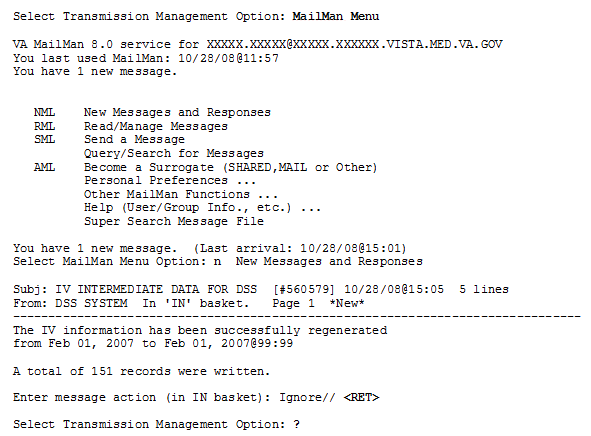 Select Transmission Management Option: MailMan Menu
VA MailMan 8.0 service for XXXXX.XXXXX@XXXXX.XXXXXX.VISTA.MED.VA.GOV
You last used MailMan: 10/28/08@11:57
You have 1 new message.
NML New Messages and Responses
RML Read/Manage Messages
SML Send a Message
Query/Search for Messages
AML Become a Surrogate (SHARED,MAIL or Other)
Personal Preferences ...
Other MailMan Functions ...
Help (User/Group Info., etc.) ...
Super Search Message File
You have 1 new message. (Last arrival: 10/28/08@15:01)
Select MailMan Menu Option: n New Messages and Responses
Subj: IV INTERMEDIATE DATA FOR DSS [#560579] 10/28/08@15:05 5 lines
From: DSS SYSTEM In 'IN' basket. Page 1 *New*
---------------------------------------------------------------------------------
The IV information has been successfully regenerated
from Feb 01, 2007 to Feb 01, 2007@99:99
A total of 151 records were written.
Enter message action (in IN basket): Ignore// <RET>
Select Transmission Management Option: ?